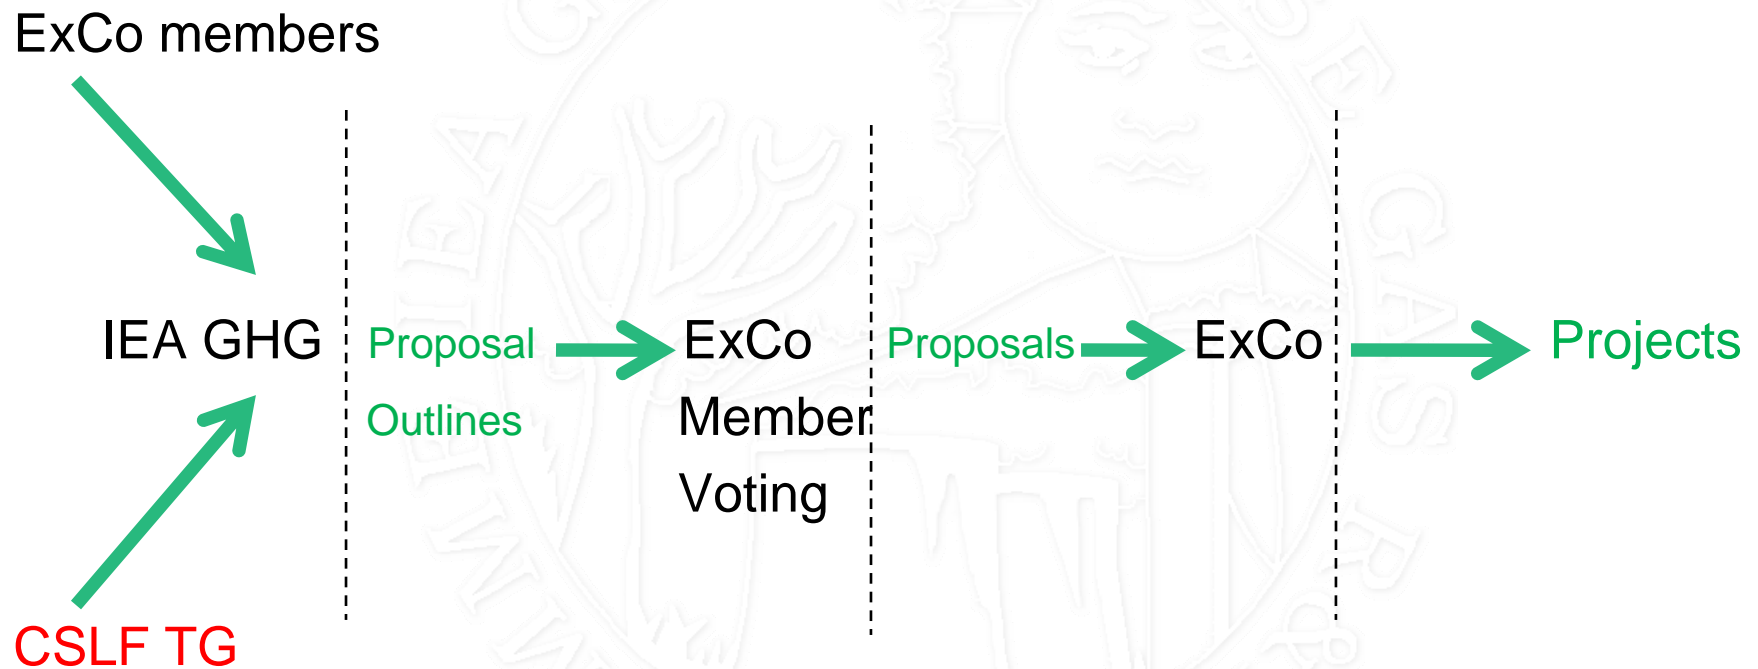 ExCo members
IEA GHG
Proposal
Outlines
ExCo
Member
Voting
Proposals
ExCo
Projects
CSLF TG